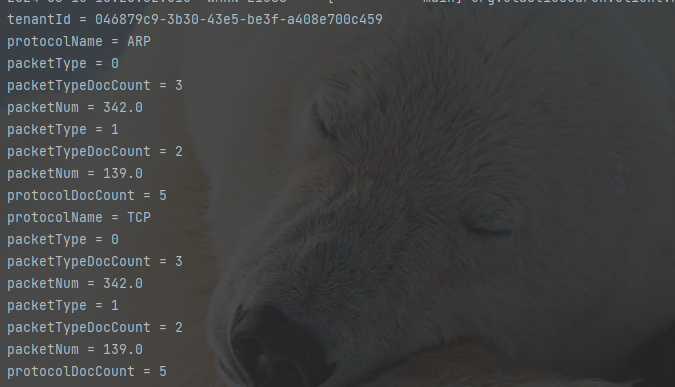 tenantId = 046879c9-3b30-43e5-be3f-a408e700c459
protocolName = ARP
packetType = 0
packetTypeDocCount = 3
packetNum = 342.0
packetType = 1
packetTypeDocCount = 2
packetNum = 139.0
protocolDocCount = 5
protocolName = TCP
packetType = 0
packetTypeDocCount = 3
packetNum = 342.0
packetType = 1
packetTypeDocCount = 2
packetNum = 139.0
protocolDocCount = 5